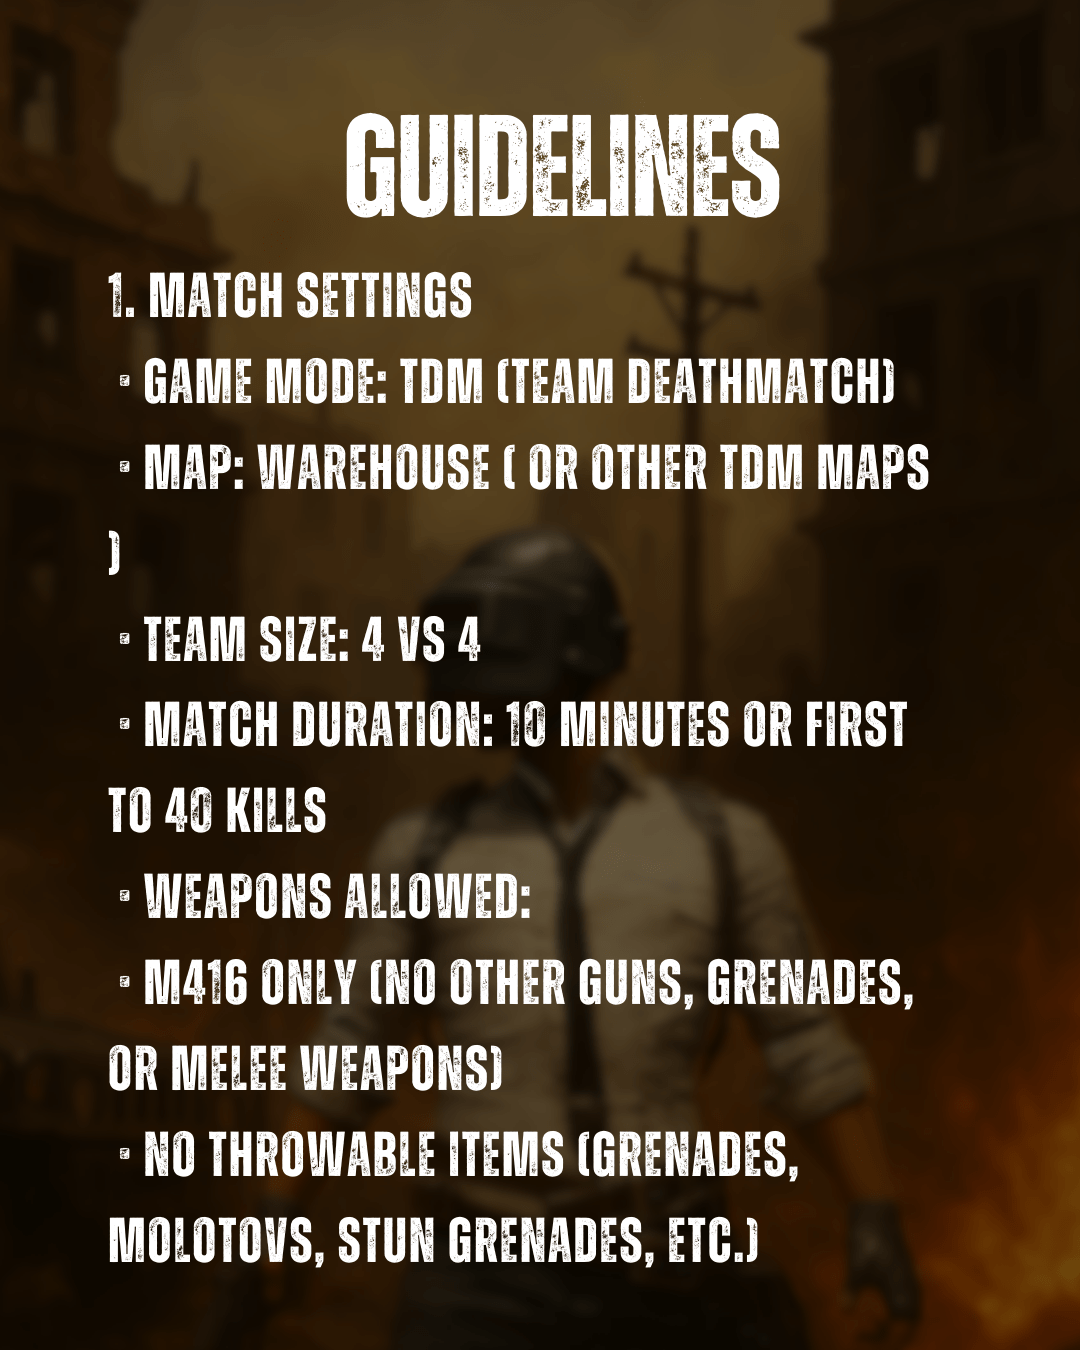 GUIDELINES
1. MATCH SETTINGS
· GAME MODE: TDM (TEAM DEATHMATCH)
· MAP: WAREHOUSE ( OR OTHER TDM MAPS
)
· TEAM SIZE: 4 VS 4
· MATCH DURATION: 10 MINUTES OR FIRST
TO 40 KILLS
· WEAPONS ALLOWED:
· M416 ONLY (NO OTHER GUNS, GRENADES,
OR MELEE WEAPONS)
· NO THROWABLE ITEMS (GRENADES,
MOLOTOVS, STUN GRENADES, ETC.)